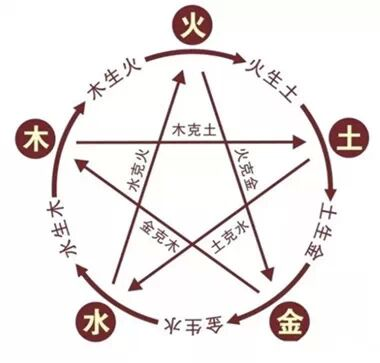 火
木生火
火生土
木
木克土
土
水克火
火克金
水生木
金克木
土克水
土生金
水
金生水
金